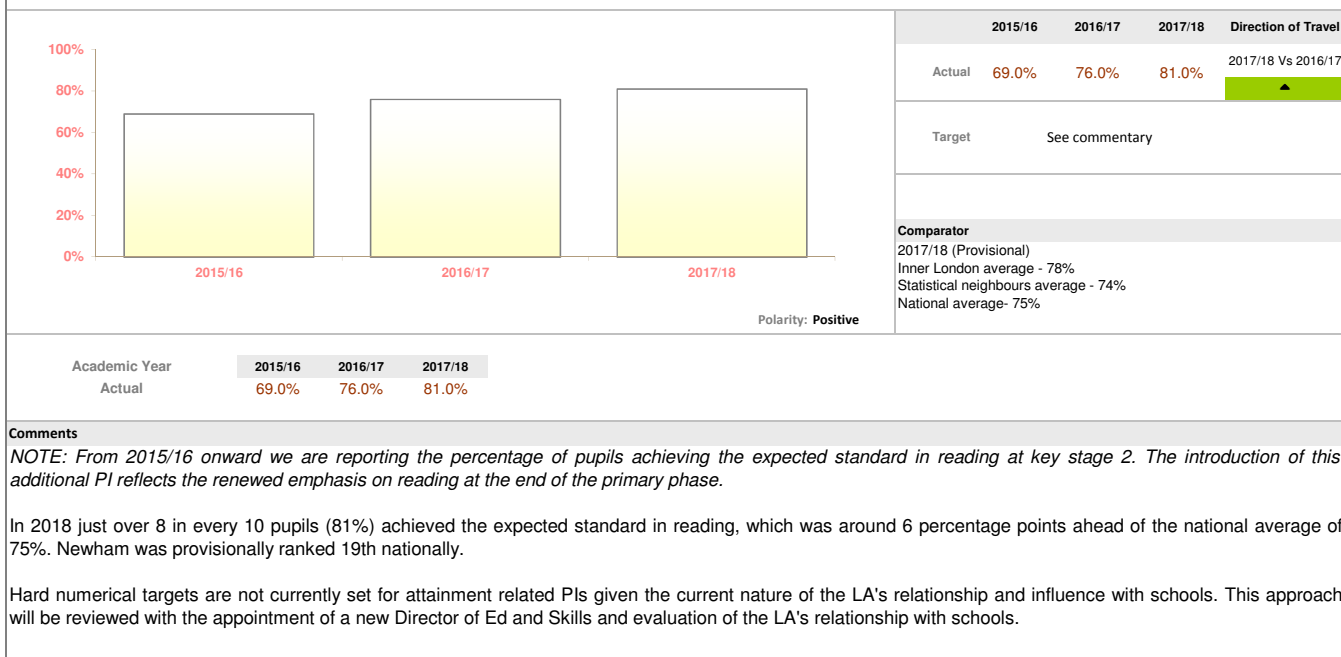 100%
80%
60%
40%
20%
0%
2015/16 2016/17 2017/18
Polarity: Positive
2015/16 2016/17 2017/18 Direction of Travel
Actual 69.0% 76.0% 81.0% 2017/18 Vs 2016/17
Target See commentary
Comparator
2017/18 (Provisional)
Inner London average - 78%
Statistical neighbours average - 74%
National average- 75%
Academic Year 2015/16 2016/17 2017/18
Actual 69.0% 76.0% 81.0%
Comments
NOTE: From 2015/16 onward we are reporting the percentage of pupils achieving the expected standard in reading at key stage 2. The introduction of this
additional PI reflects the renewed emphasis on reading at the end of the primary phase.
In 2018 just over 8 in every 10 pupils (81%) achieved the expected standard in reading, which was around 6 percentage points ahead of the national average of
75%. Newham was provisionally ranked 19th nationally.
Hard numerical targets are not currently set for attainment related PIs given the current nature of the LA's relationship and influence with schools. This approach
will be reviewed with the appointment of a new Director of Ed and Skills and evaluation of the LA's relationship with schools.